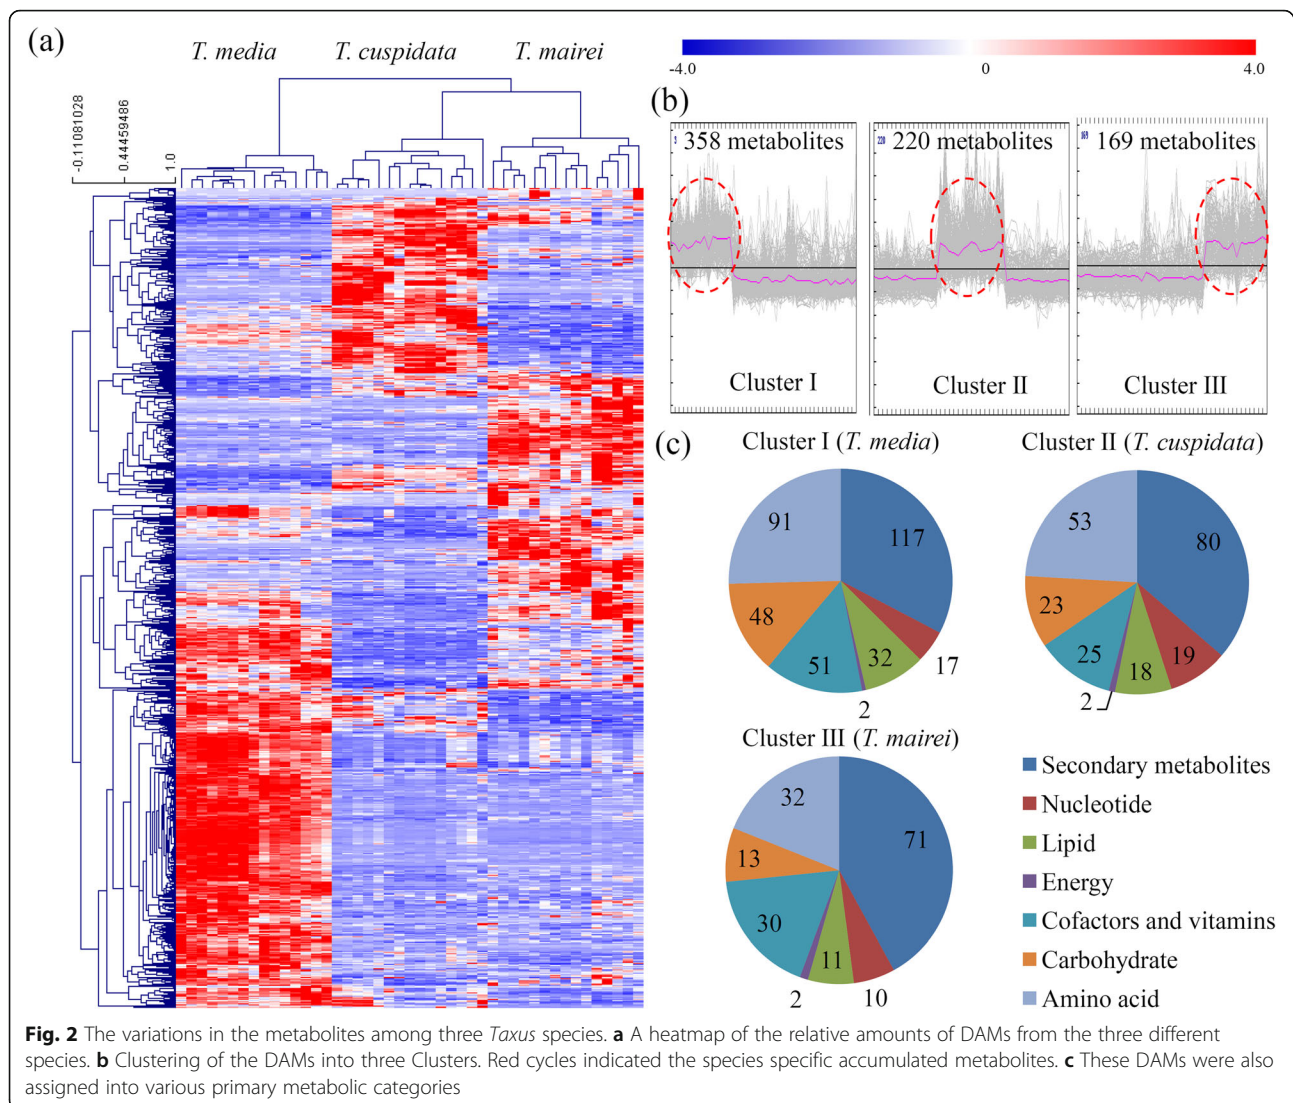 (a)
T. media T. cuspidata T. mairei
-4.0 0 4.0
-0.11081028
0.44459486
1.0
(b)
358 metabolites
220 metabolites
169 metabolites
220
169
Cluster I
Cluster II
Cluster III
(c)
Cluster I (T. media)
91
117
48
51
32
17
2
Cluster II (T. cuspidata)
53
80
23
25
18
19
2
Cluster III (T. mairei)
32
71
13
30
11
10
2
Secondary metabolites
Nucleotide
Lipid
Energy
Cofactors and vitamins
Carbohydrate
Amino acid
Fig. 2 The variations in the metabolites among three Taxus species. a A heatmap of the relative amounts of DAMs from the three different
species. b Clustering of the DAMs into three Clusters. Red cycles indicated the species specific accumulated metabolites. c These DAMs were also
assigned into various primary metabolic categories